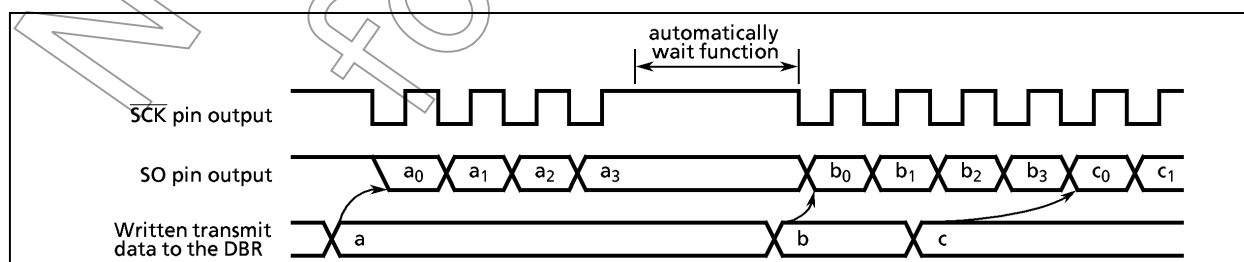 automatically
wait function
SCK pin output
SO pin output
a0 a1 a2 a3 b0 b1 b2 b3 c0 c1
Written transmit
data to the DBR
a b c